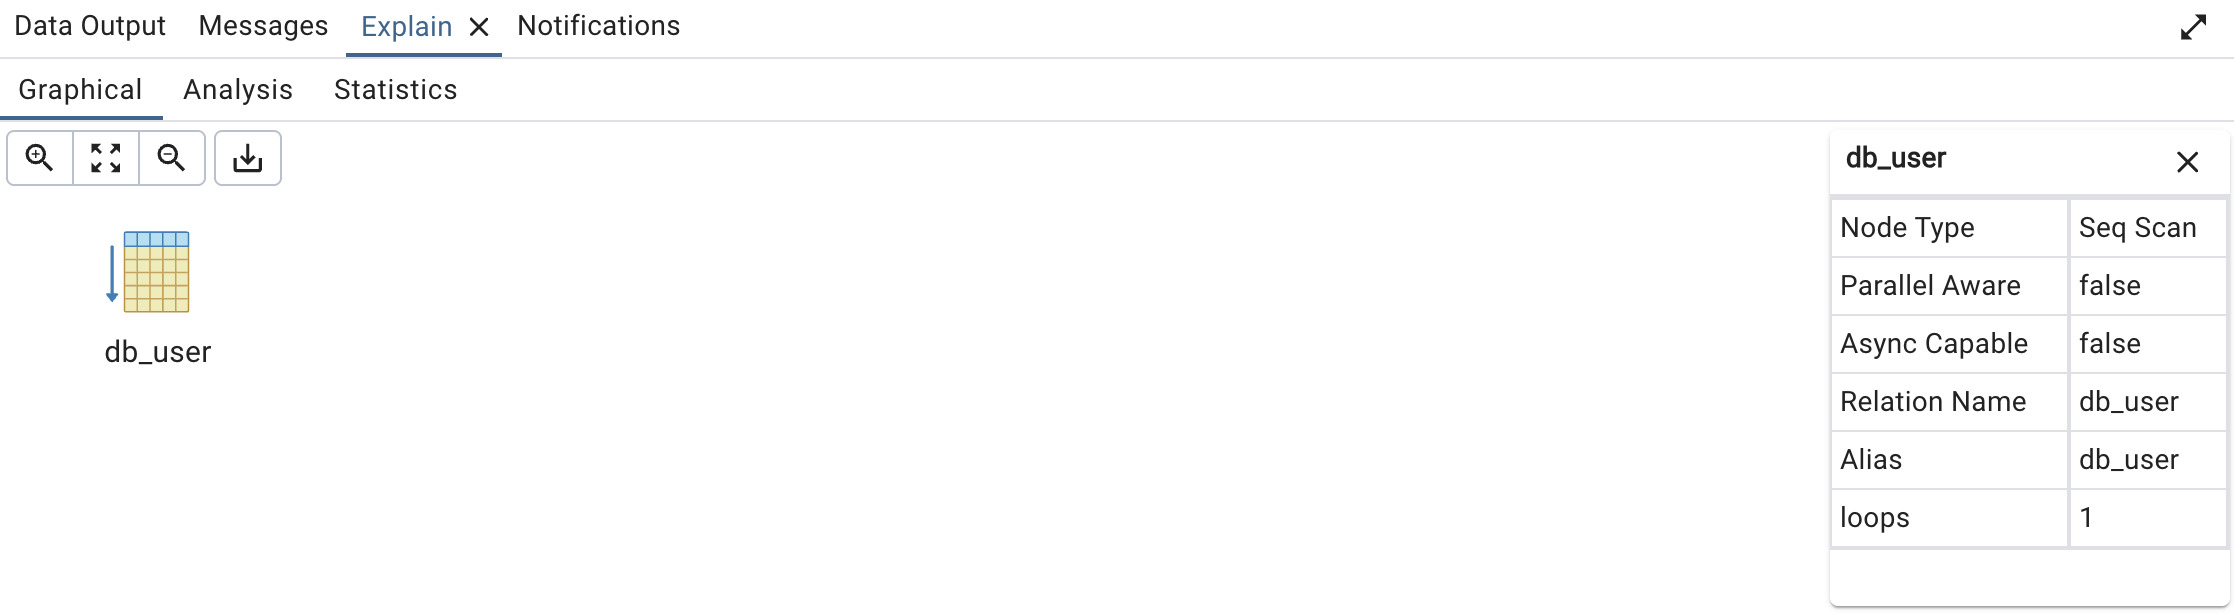 Data Output Messages Explain Notifications
Graphical Analysis Statistics
db_user
db_user
Node Type Seq Scan
Parallel Aware false
Async Capable false
Relation Name db_user
Alias db_user
loops 1